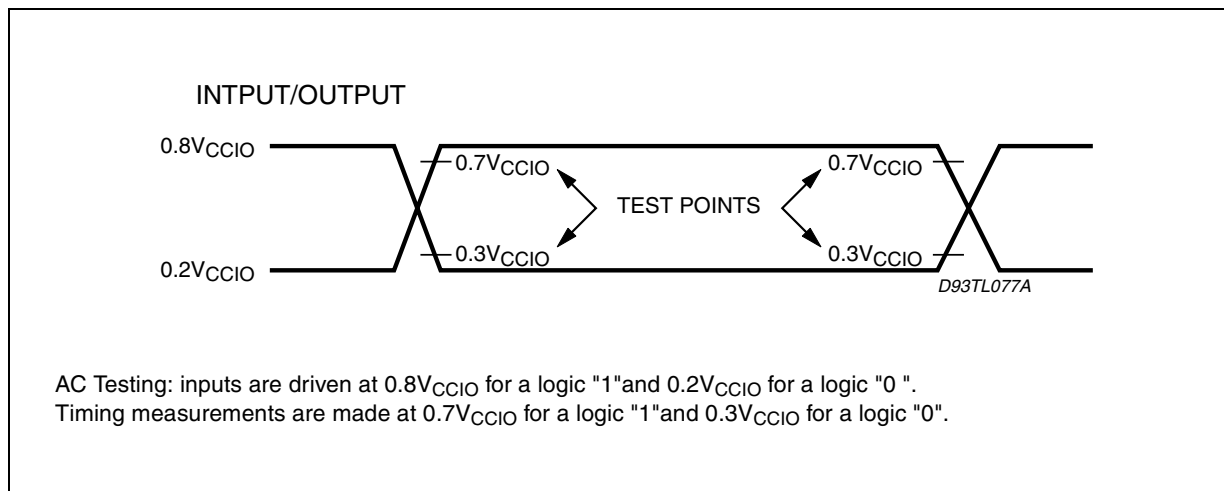 INTPUT/OUTPUT
0.8VCCIO
0.7VCCIO
0.7VCCIO
TEST POINTS
0.3VCCIO
0.3VCCIO
0.2VCCIO
D93TL077A
AC Testing: inputs are driven at 0.8VCCIO for a logic "1"and 0.2VCCIO for a logic "0 ".
Timing measurements are made at 0.7VCCIO for a logic "1"and 0.3VCCIO for a logic "0".